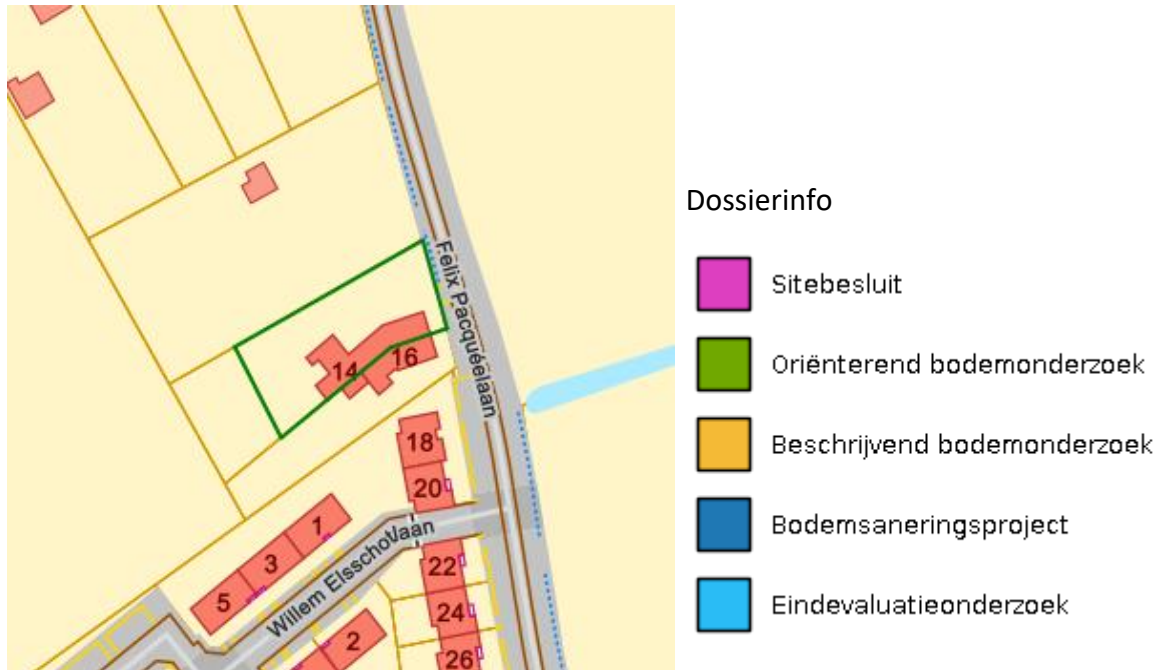 Felix Pacquéelaan
14
16
18
20
1
3
5
Willem Elsschotlaan
22
24
2
26
Dossierinfo
Sitebesluit
Oriënterend bodemonderzoek
Beschrijvend bodemonderzoek
Bodemsaneringsproject
Eindevaluatieonderzoek